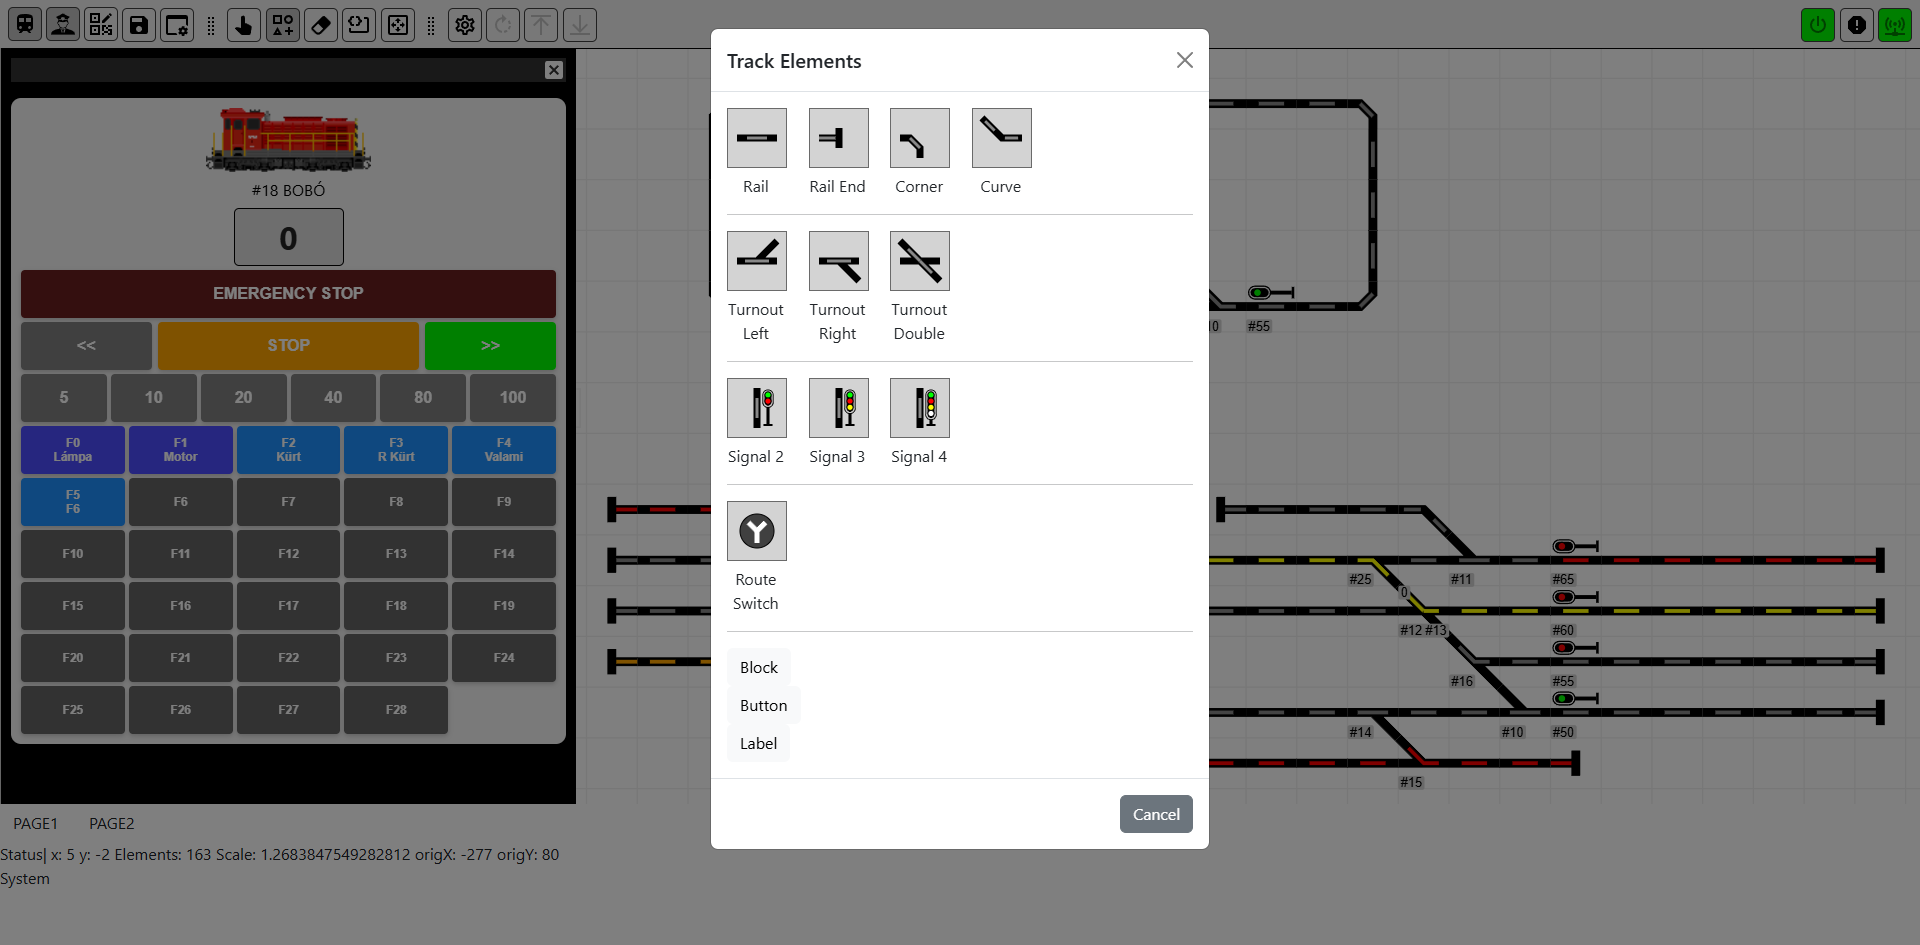 Track Elements
#18 BOBÓ
0
EMERGENCY STOP
<< STOP >>
5 10 20 40 80 100
F0 Lámpa
F1 Motor
F2 Kürt
F3 R Kürt
F4 Valami
F5 F6
F6 F7 F8 F9
F10 F11 F12 F13 F14
F15 F16 F17 F18 F19
F20 F21 F22 F23 F24
F25 F26 F27 F28
Rail Rail End Corner Curve
Turnout Left
Turnout Right
Turnout Double
Signal 2 Signal 3 Signal 4
Route Switch
Block
Button
Label
Cancel
#55
#25 #11 #65
0
#12 #13 #60
#16 #55
#14 #10 #50
#15
PAGE1 PAGE2
Status| x: 5 y: -2 Elements: 163 Scale: 1.2683847549282812 origX: -277 origY: 80
System